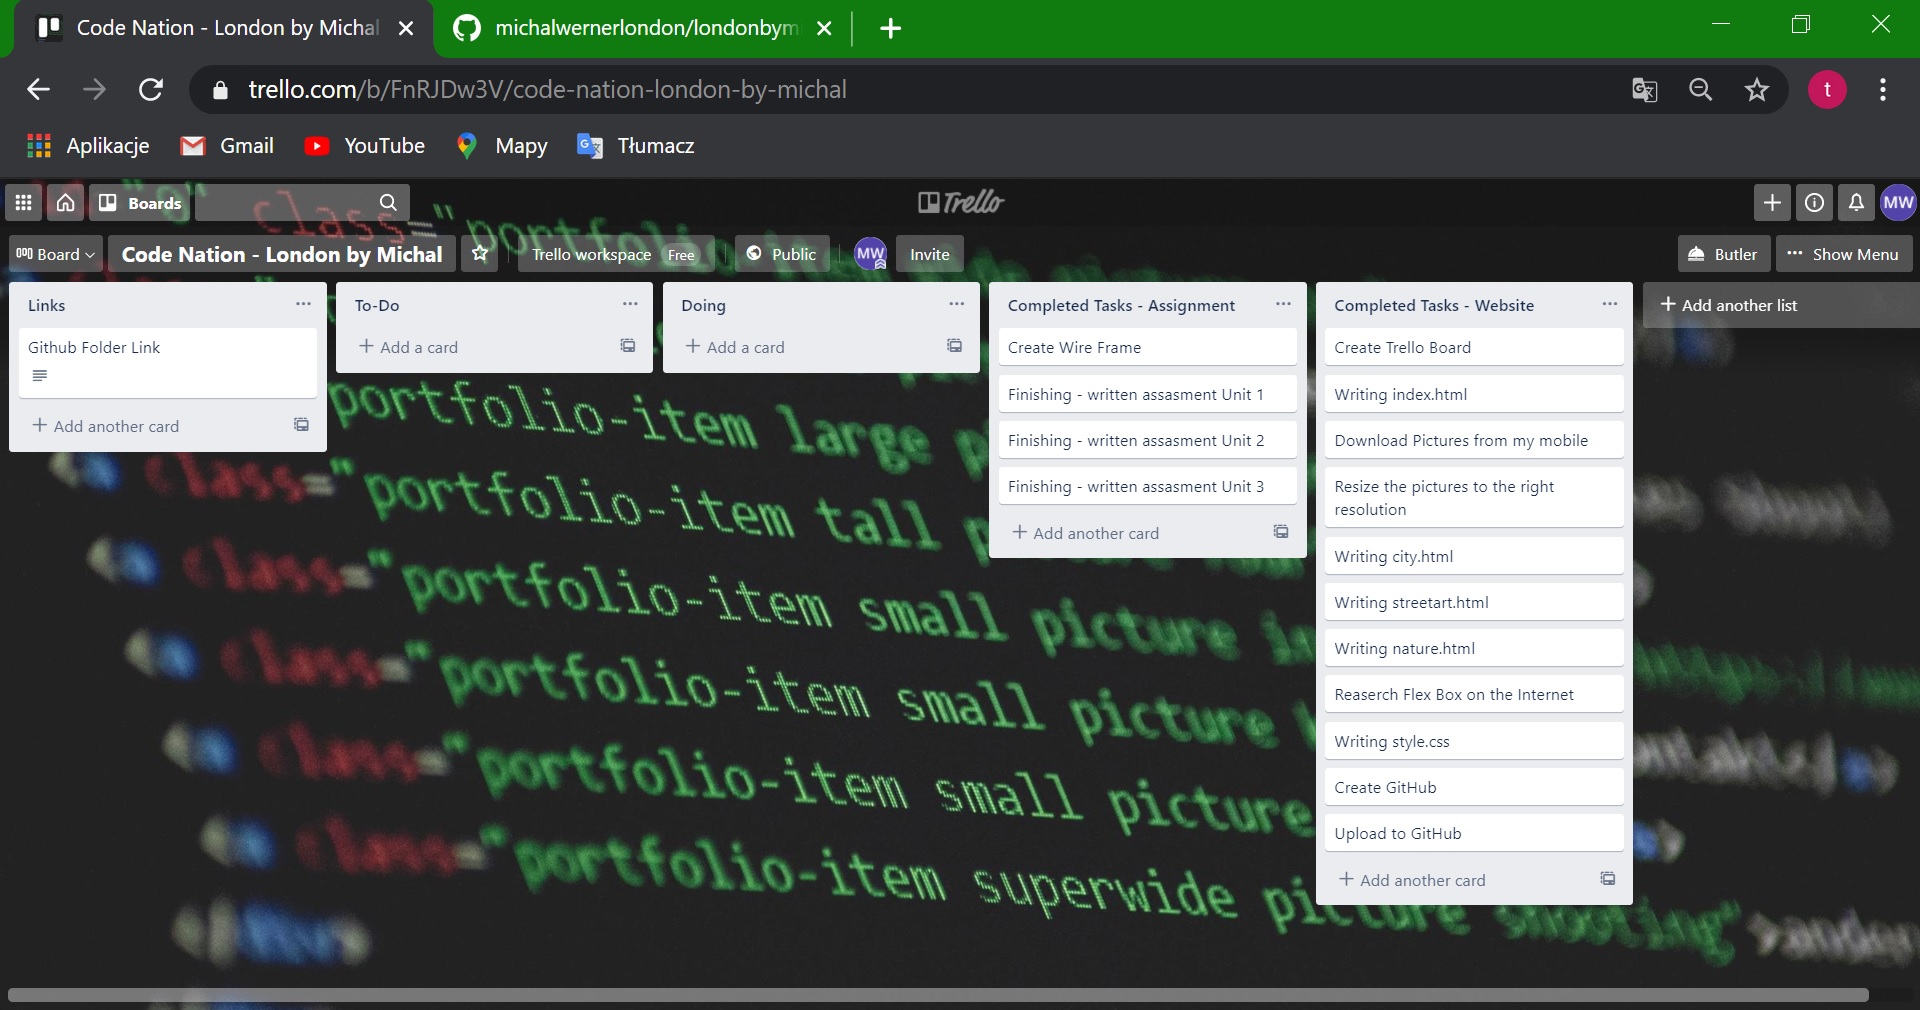 Code Nation - London by Michal
michalwernerlondon/londonbym
trello.com/b/FnRJDw3V/code-nation-london-by-michal
t
Aplikacje
Gmail
YouTube
Mapy
Tłumacz
Boards
Trello
MW
Board
Code Nation - London by Michal
Trello workspace Free
Public
MW
Invite
Butler
Show Menu
Links
Github Folder Link
+ Add another card
To-Do
+ Add a card
Doing
+ Add a card
Completed Tasks - Assignment
Create Wire Frame
Finishing - written assasment Unit 1
Finishing - written assasment Unit 2
Finishing - written assasment Unit 3
+ Add another card
Completed Tasks - Website
Create Trello Board
Writing index.html
Download Pictures from my mobile
Resize the pictures to the right
resolution
Writing city.html
Writing streetart.html
Writing nature.html
Reaserch Flex Box on the Internet
Writing style.css
Create GitHub
Upload to GitHub
+ Add another card
+ Add another list
class="portfolio
portfolio-item large
class="portfolio-item tall
class="portfolio-item small picture in
class="portfolio-item small picture
class="portfolio-item small picture
class="portfolio-item superwide picture shooting"